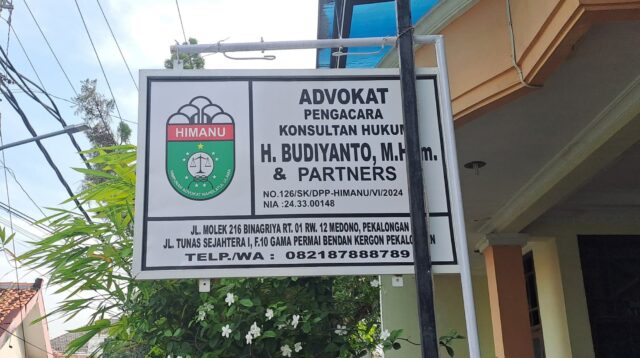 HIMANU
ADVOKAT
PENGACARA
KONSULTAN HUKUM
H. BUDIYANTO, M.Hum.
& PARTNERS
NO.126/SK/DPP-HIMANU/VI/2024
NIA :24.33.00148
JL. MOLEK 216 BINAGRIYA RT. 01 RW. 12 MEDONO, PEKALONGAN
JL. TUNAS SEJAHTERA I, F.10 GAMA PERMAI BENDAN KERGON
TELP./WA : 082187888789